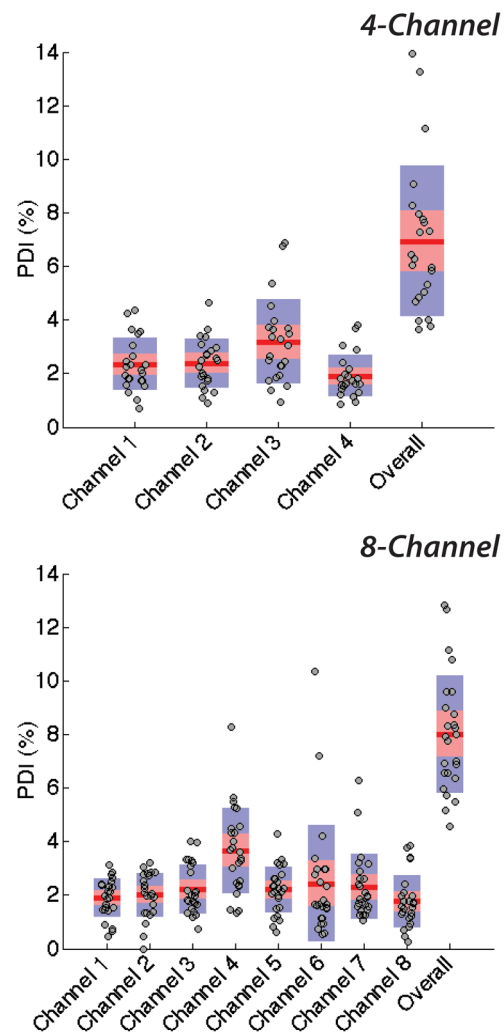 4-Channel
14
12
10
8
6
4
2
0
PDI (%)
Channel 1
Channel 2
Channel 3
Channel 4
Overall
8-Channel
14
12
10
8
6
4
2
0
PDI (%)
Channel 1
Channel 2
Channel 3
Channel 4
Channel 5
Channel 6
Channel 7
Channel 8
Overall